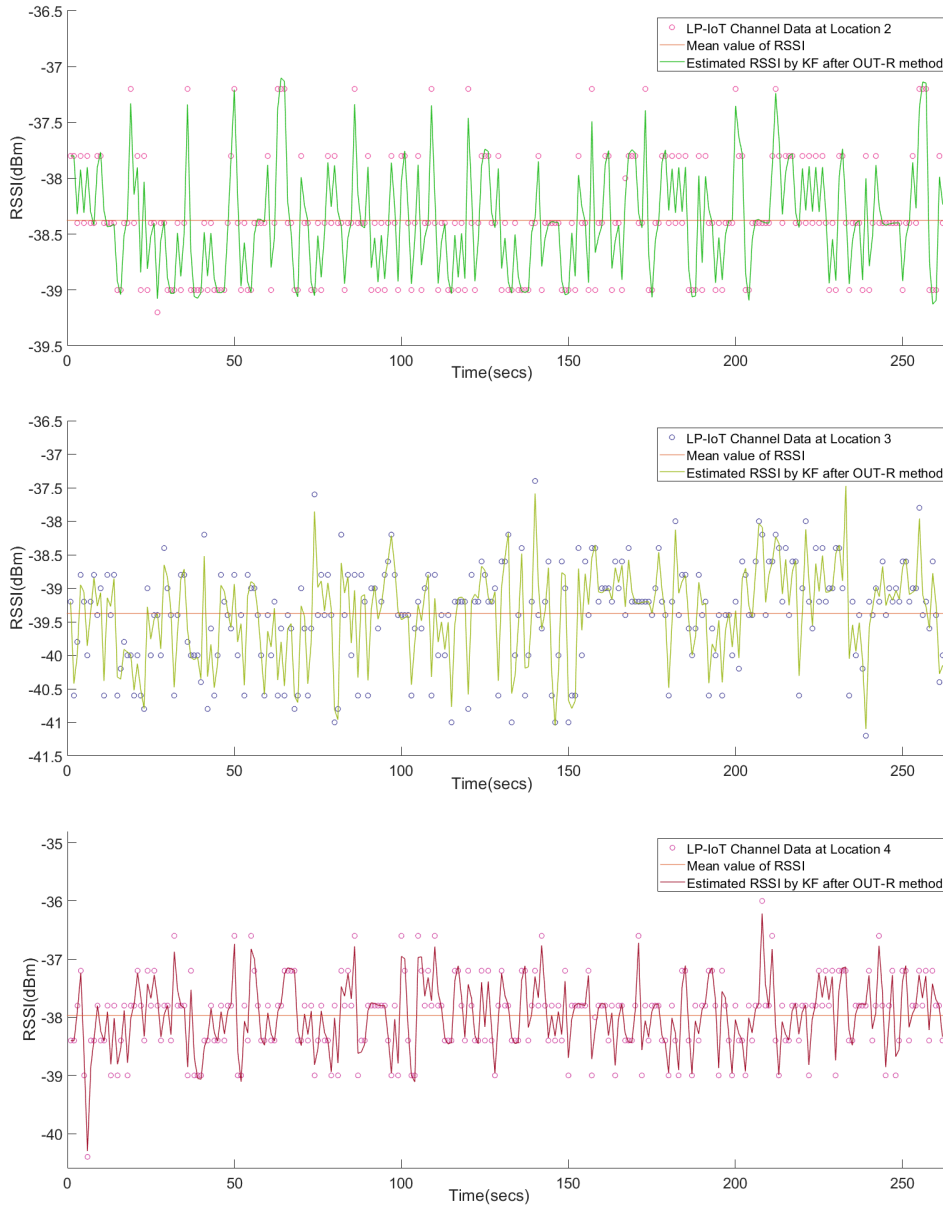 -36.5
-37
-37.5
-38
-38.5
-39
-39.5
RSSI(dBm)
0 50 100 150 200 250
Time(secs)
LP-IoT Channel Data at Location 2
Mean value of RSSI
Estimated RSSI by KF after OUT-R method
-36.5
-37
-37.5
-38
-38.5
-39
-39.5
-40
-40.5
-41
-41.5
RSSI(dBm)
0 50 100 150 200 250
Time(secs)
LP-IoT Channel Data at Location 3
Mean value of RSSI
Estimated RSSI by KF after OUT-R method
-35
-36
-37
-38
-39
-40
RSSI(dBm)
0 50 100 150 200 250
Time(secs)
LP-IoT Channel Data at Location 4
Mean value of RSSI
Estimated RSSI by KF after OUT-R method